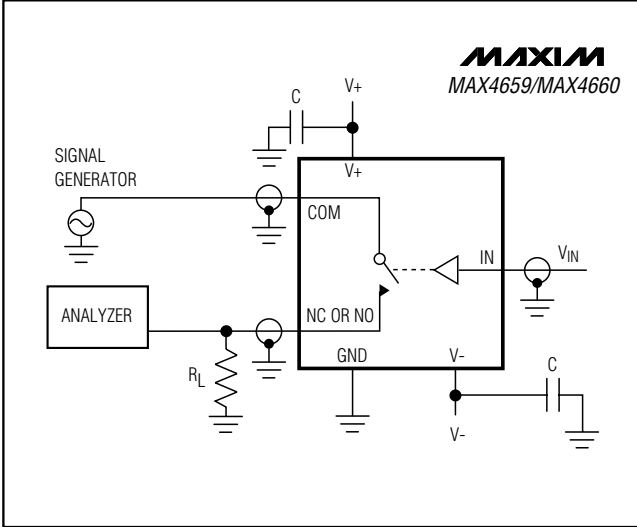 MAXIM
MAX4659/MAX4660
C
V+
V+
SIGNAL
GENERATOR
COM
IN
VIN
ANALYZER
NC OR NO
RL
GND
V-
C
V-